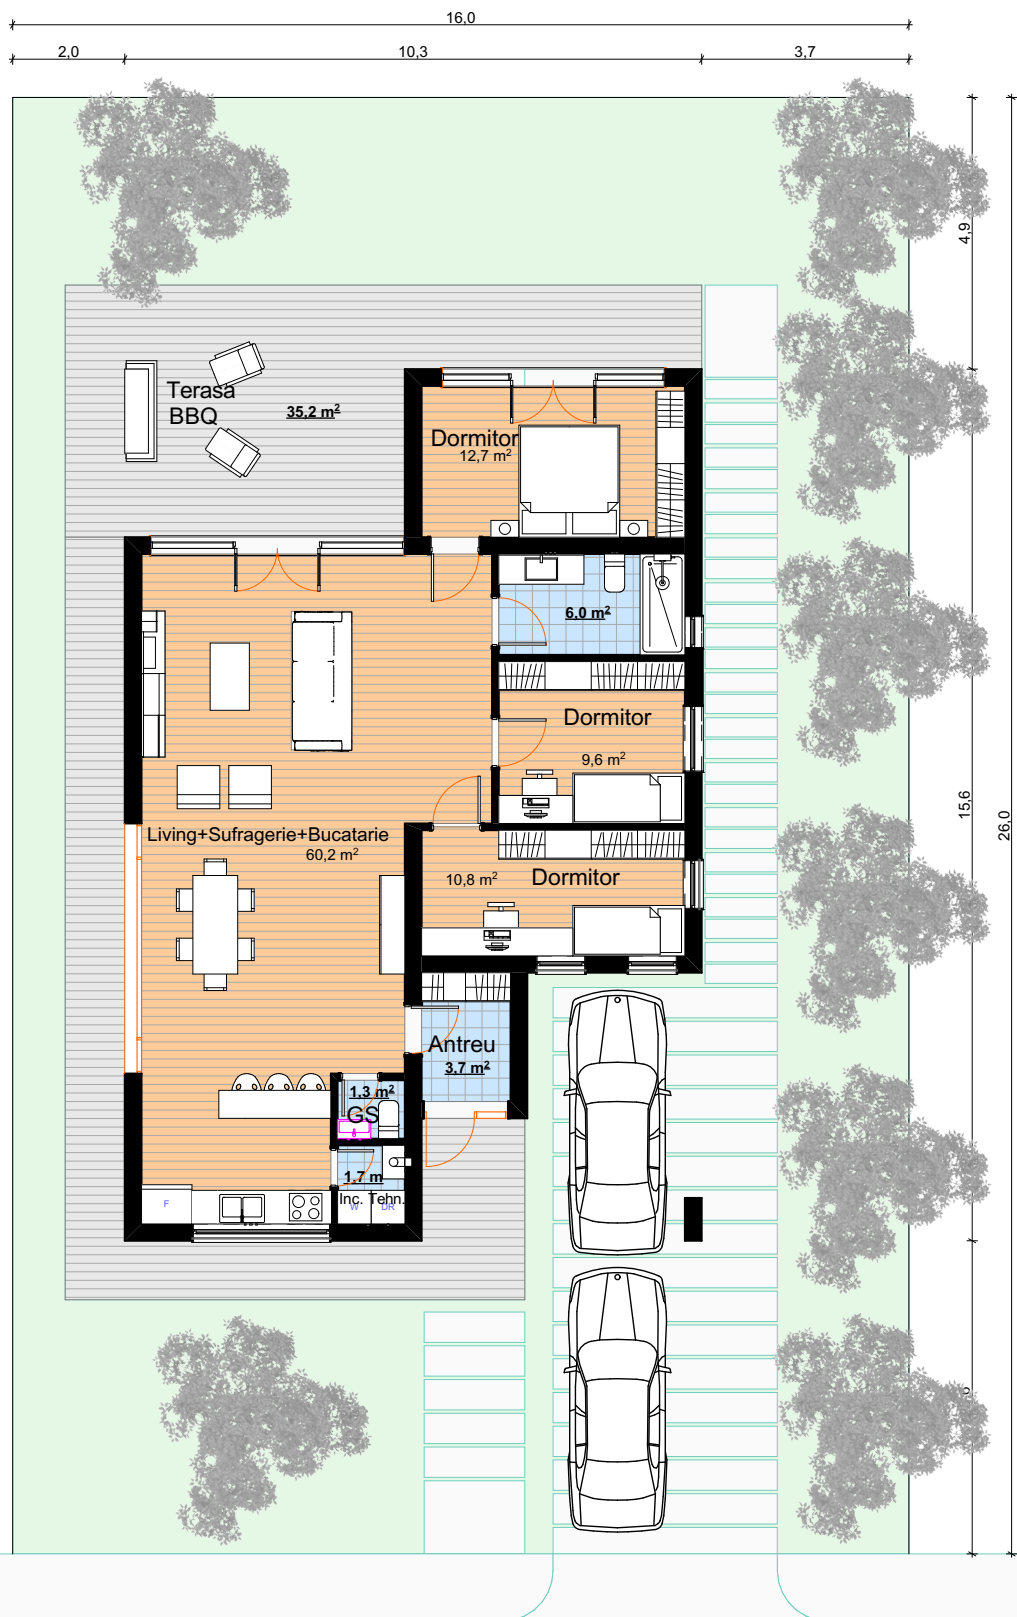 16,0
2,0
10,3
3,7
4,9
Terasa
BBQ
35,2 m²
Dormitor
12,7 m²
6,0 m²
Dormitor
9,6 m²
15,6
26,0
Living+Sufragerie+Bucatarie
60,2 m²
10,8 m²
Dormitor
Antreu
3,7 m²
1,3 m²
GS
1,7 m
Inc. Tehn.
F
W
DR